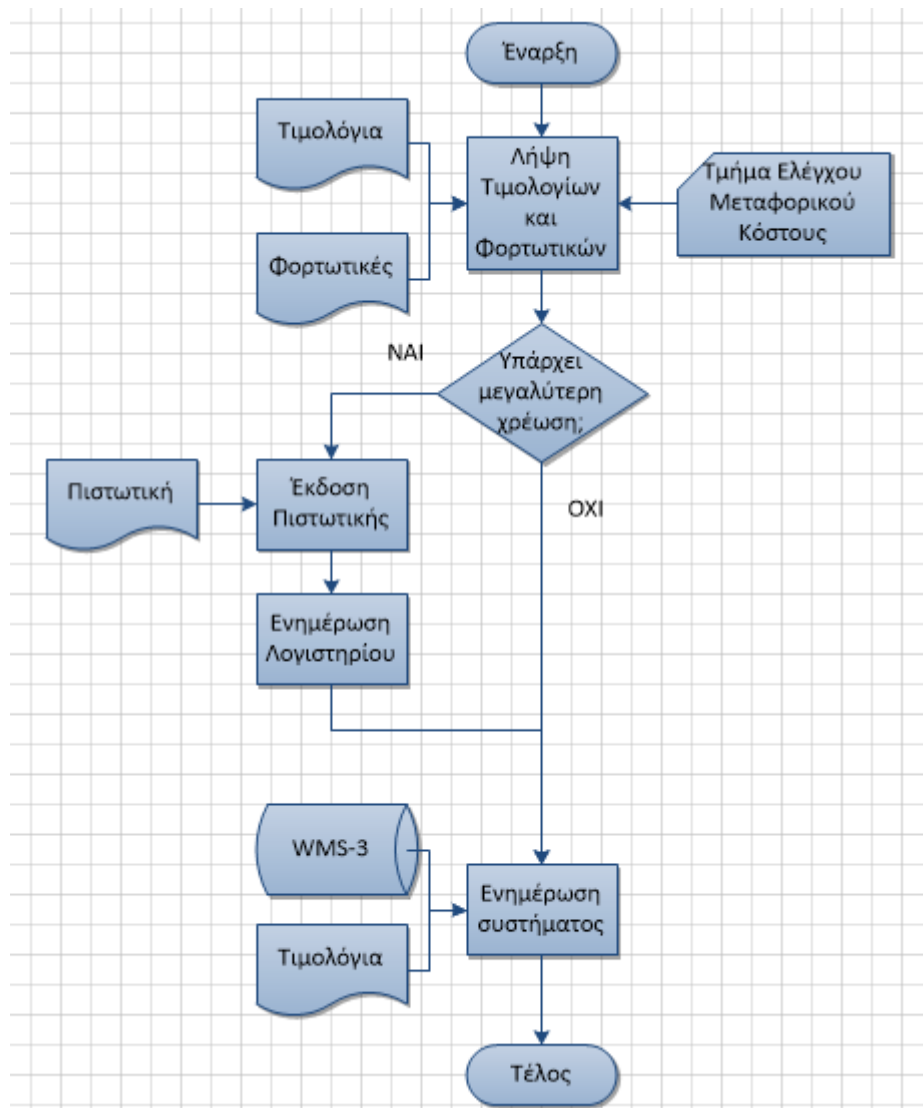 Έναρξη
Τιμολόγια
Λήψη
Τιμολογίων
και
Φορτωτικών
Τμήμα Ελέγχου
Μεταφορικού
Κόστους
Φορτωτικές
ΝΑΙ
Υπάρχει
μεγαλύτερη
χρέωση;
Πιστωτική
Έκδοση
Πιστωτικής
ΟΧΙ
Ενημέρωση
Λογιστηρίου
WMS-3
Ενημέρωση
συστήματος
Τιμολόγια
Τέλος